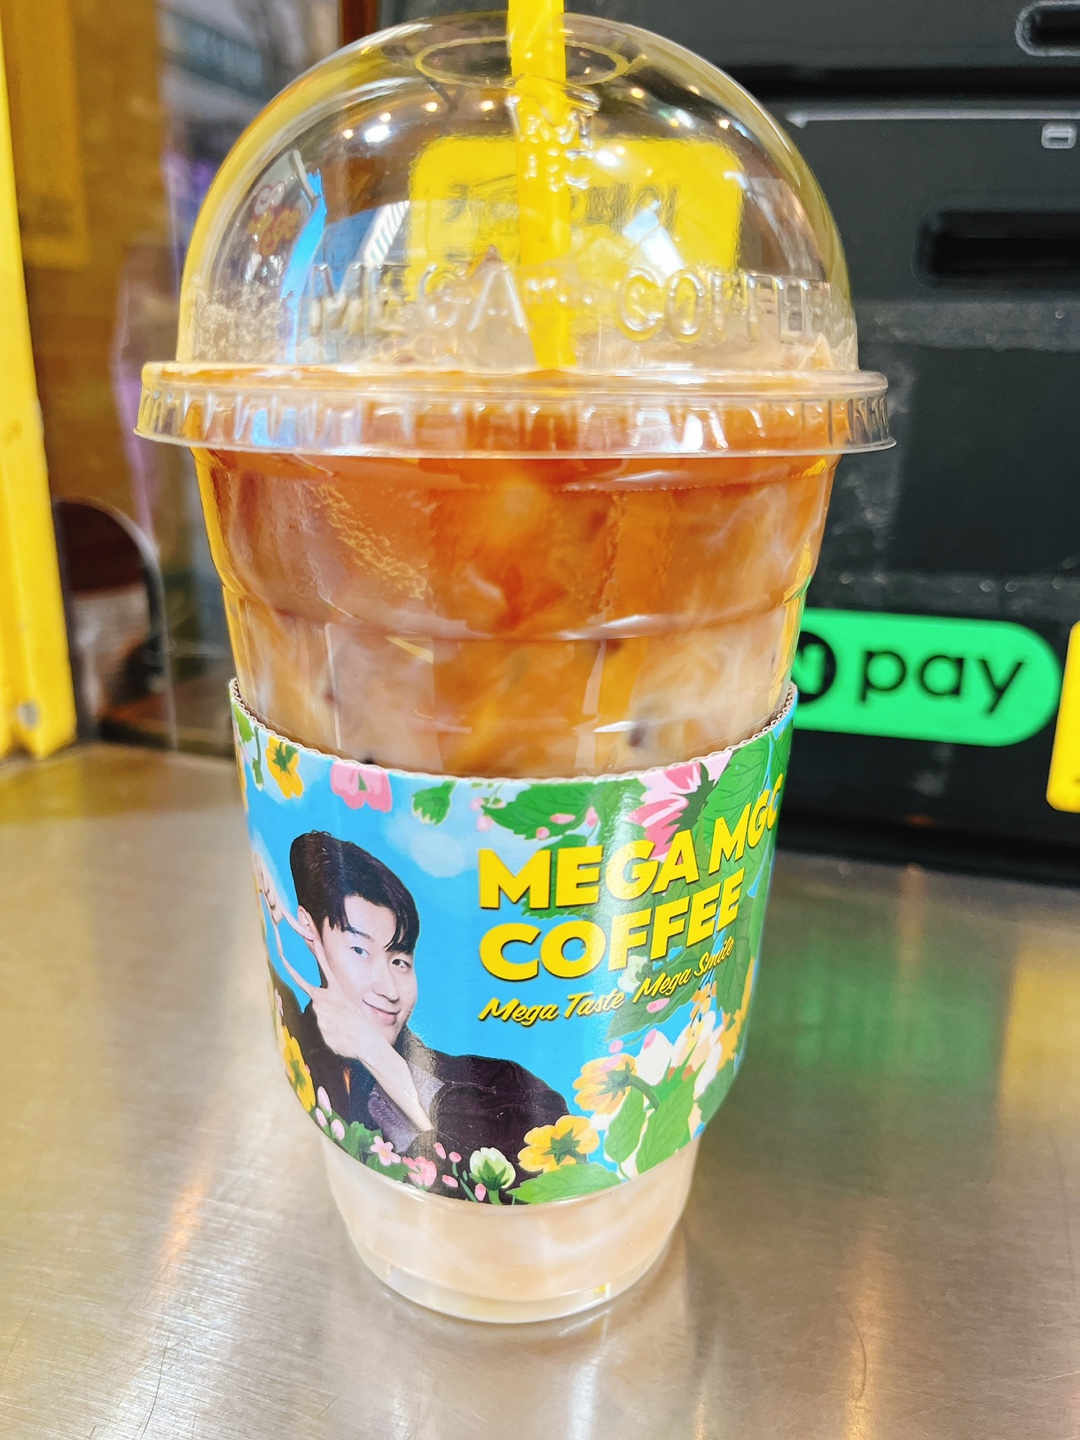 MEGA COFFEE
N pay
MEGA MGC
COFFEE
Mega Taste Mega Smile